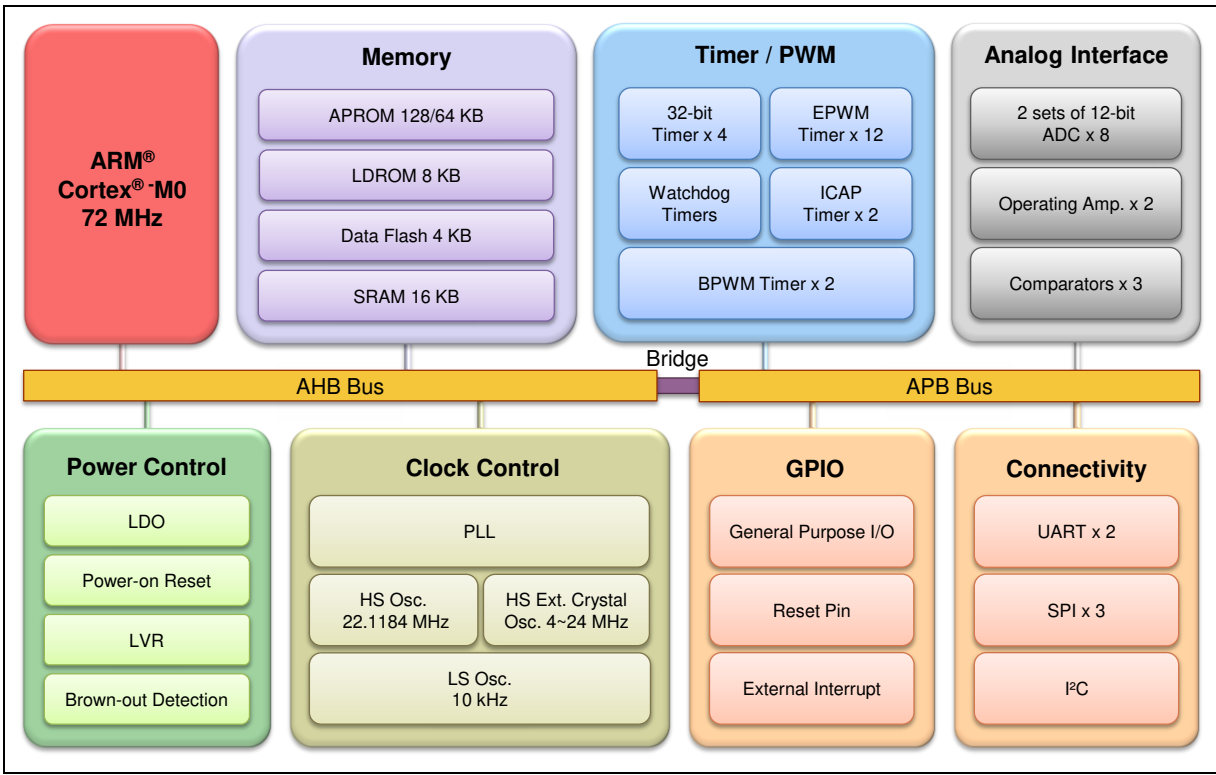 ARM®
Cortex® -M0
72 MHz
Memory
APROM 128/64 KB
LDROM 8 KB
Data Flash 4 KB
SRAM 16 KB
Timer / PWM
32-bit
Timer x 4
EPWM
Timer x 12
Watchdog
Timers
ICAP
Timer x 2
BPWM Timer x 2
Analog Interface
2 sets of 12-bit
ADC x 8
Operating Amp. x 2
Comparators x 3
Bridge
AHB Bus
APB Bus
Power Control
LDO
Power-on Reset
LVR
Brown-out Detection
Clock Control
PLL
HS Osc.
22.1184 MHz
HS Ext. Crystal
Osc. 4~24 MHz
LS Osc.
10 kHz
GPIO
General Purpose I/O
Reset Pin
External Interrupt
Connectivity
UART x 2
SPI x 3
I²C